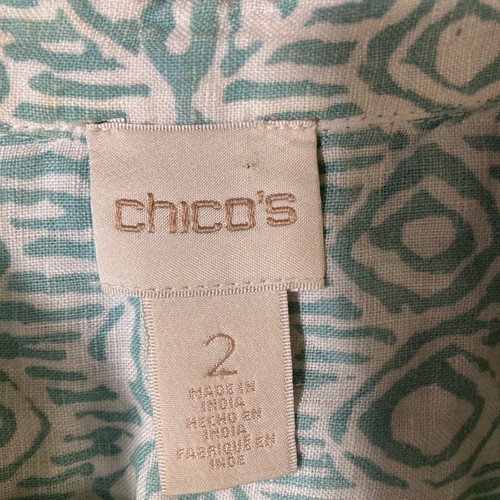 chico's
2
MADE IN
INDIA
HECHO EN
INDIA
FABRIQUÉ EN
INDE